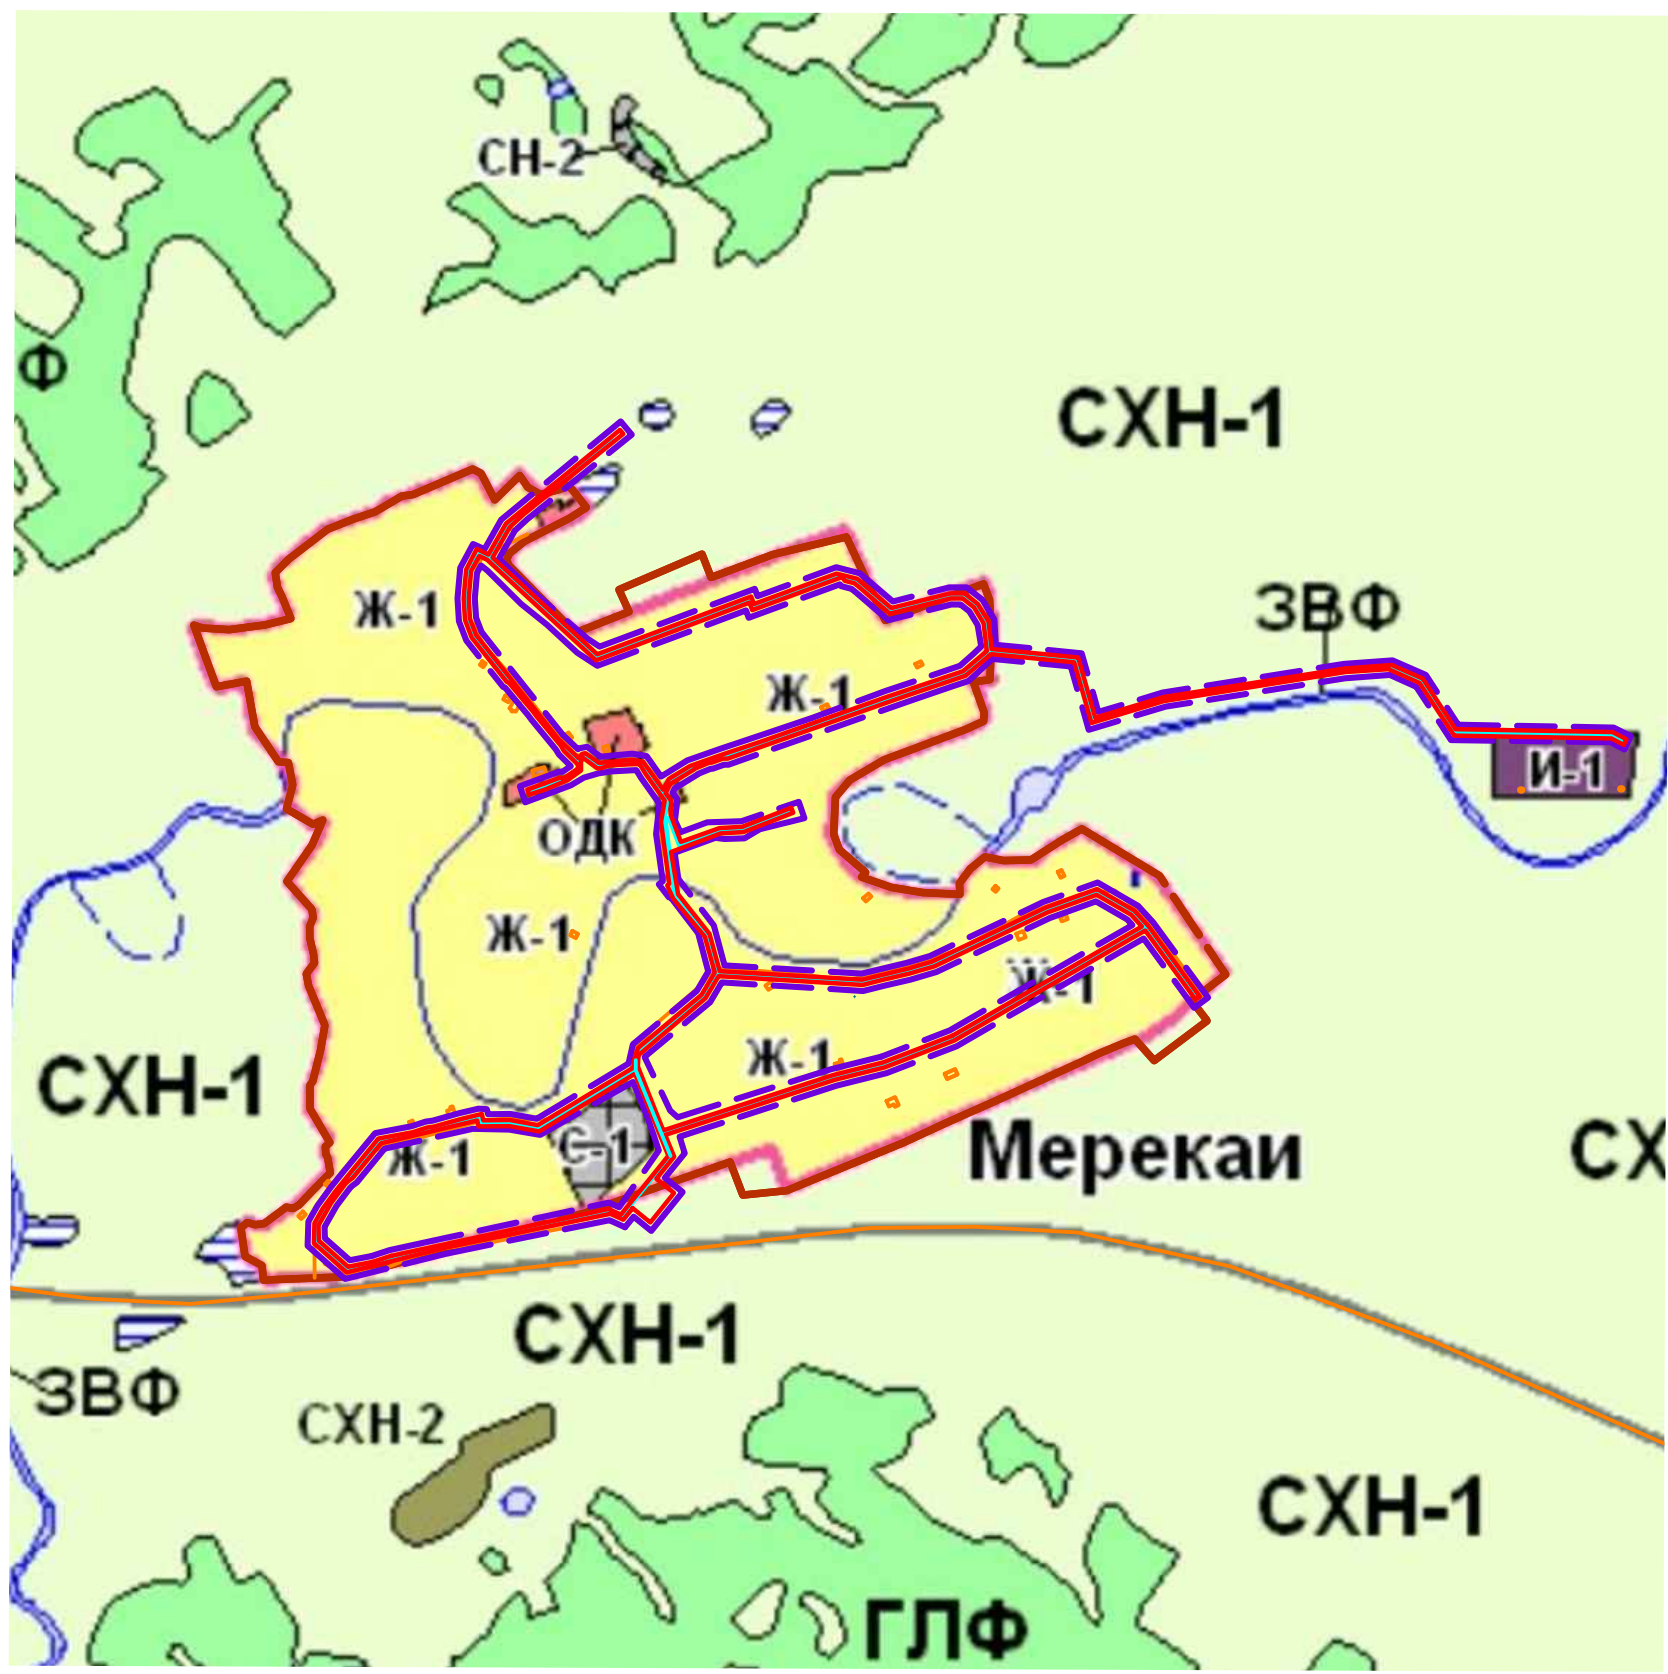 СН-2
Ф
СХН-1
Ж-1
ЗВФ
Ж-1
И-1
ОДК
Ж-1
Ж-1
Ж-1
СХН-1
С-1
Ж-1
Мерекаи
СХ
СХН-1
ЗВФ
СХН-2
СХН-1
ГЛФ